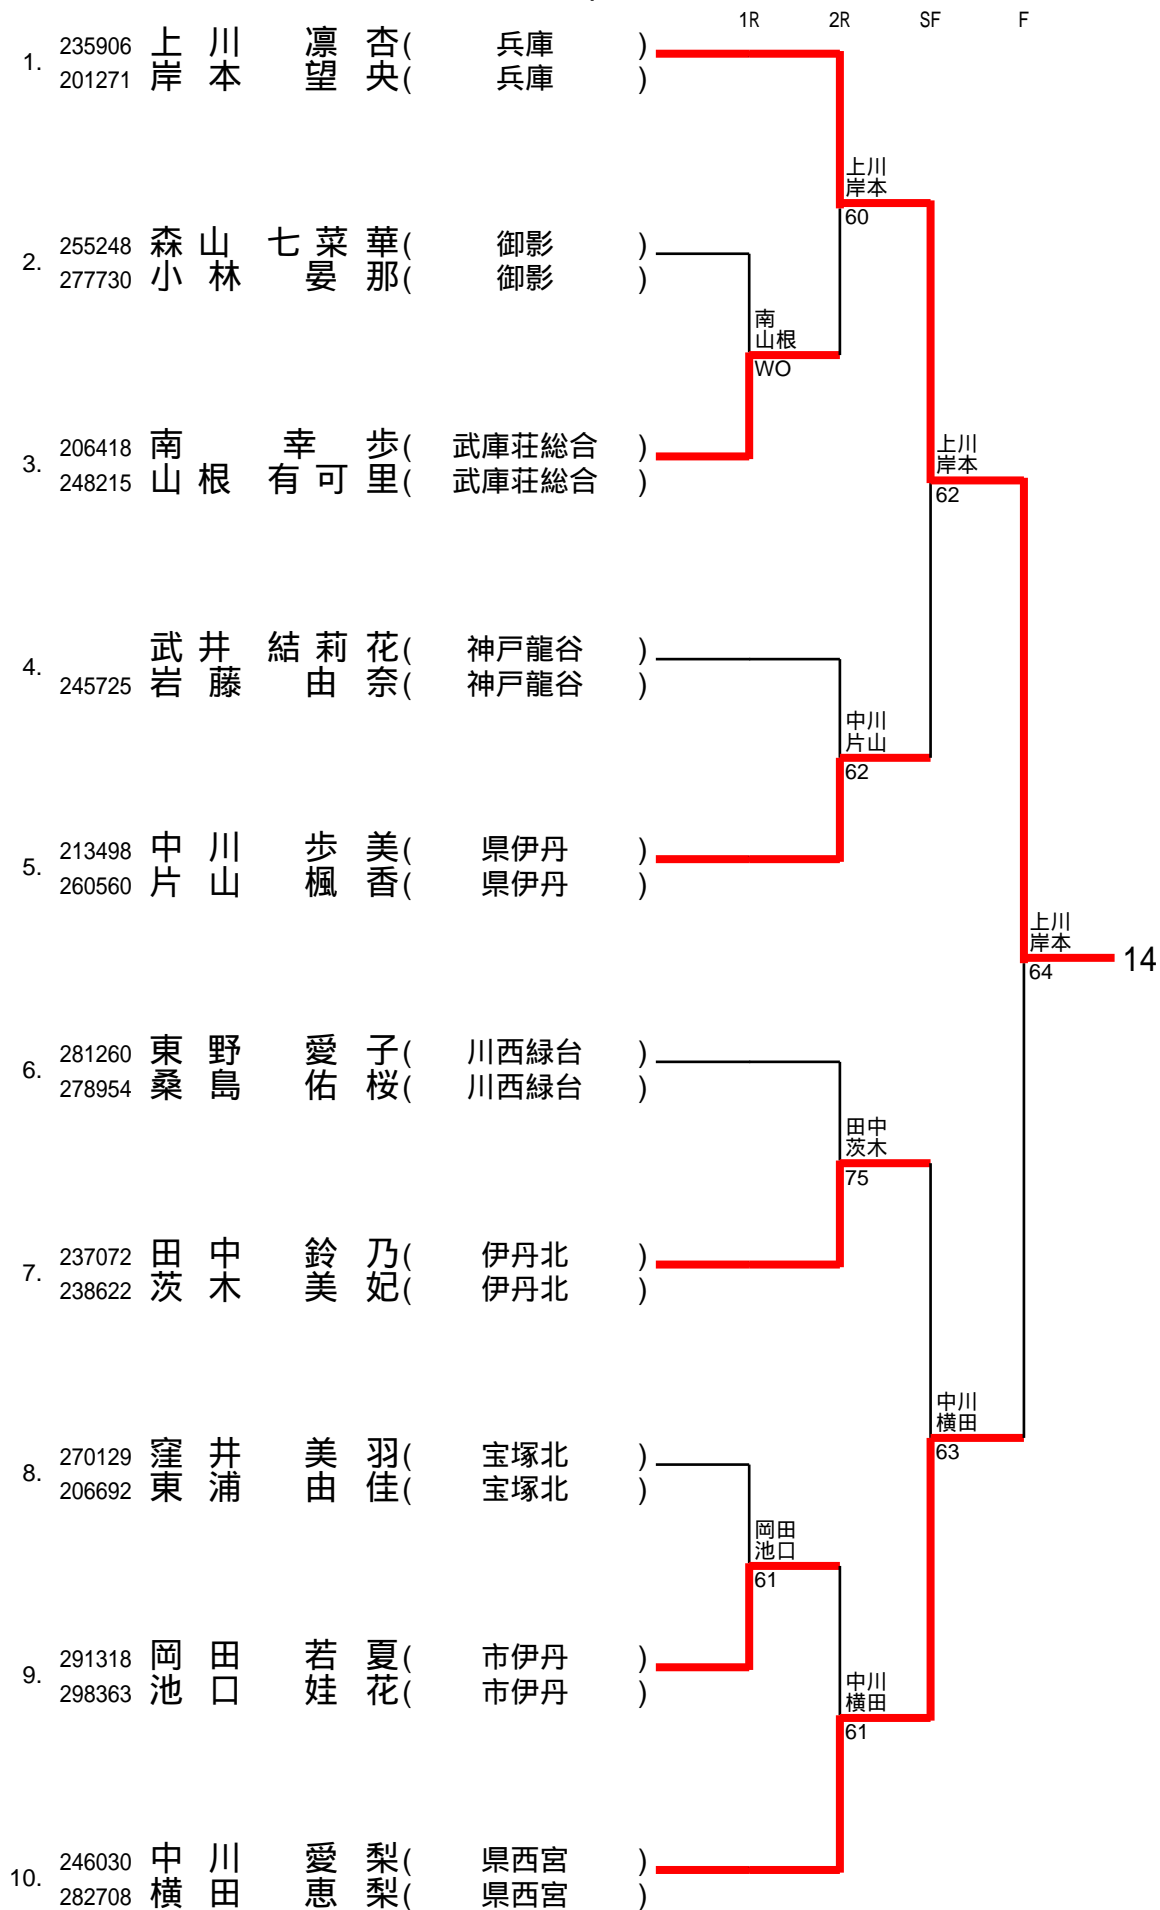 1R 2R SF F
1. 235906 上川 凛杏( 兵庫 )
201271 岸本 望央( 兵庫 )
上川
岸本
60
2. 255248 森山 七菜華( 御影 )
277730 小林 晏那( 御影 )
南
山根
WO
3. 206418 南 幸歩( 武庫荘総合 )
248215 山根 有可里( 武庫荘総合 )
上川
岸本
62
4. 武井 結莉花( 神戸龍谷 )
245725 岩藤 由奈( 神戸龍谷 )
中川
片山
62
5. 213498 中川 歩美( 県伊丹 )
260560 片山 楓香( 県伊丹 )
上川
岸本
64
14
6. 281260 東野 愛子( 川西緑台 )
278954 桑島 佑桜( 川西緑台 )
田中
茨木
75
7. 237072 田中 鈴乃( 伊丹北 )
238622 茨木 美妃( 伊丹北 )
中川
横田
63
8. 270129 窪井 美羽( 宝塚北 )
206692 東浦 由佳( 宝塚北 )
岡田
池口
61
9. 291318 岡田 若夏( 市伊丹 )
298363 池口 娃花( 市伊丹 )
中川
横田
61
10. 246030 中川 愛梨( 県西宮 )
282708 横田 恵梨( 県西宮 )